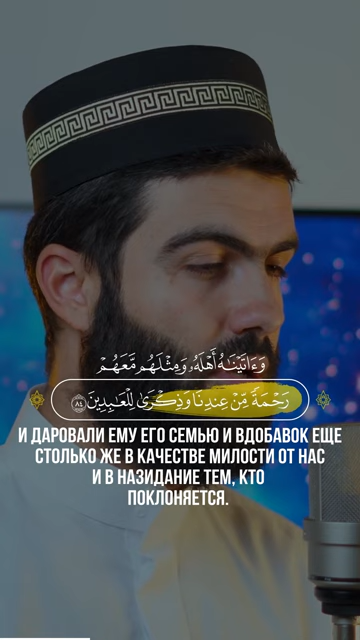 وَءَاتَيْنَٰهُ أَهْلَهُۥ وَمِثْلَهُم مَّعَهُمْ
رَحْمَةً مِّنْ عِندِنَا وَذِكْرَىٰ لِلْعَٰبِدِينَ ٨٤
И ДАРОВАЛИ ЕМУ ЕГО СЕМЬЮ И ВДОБАВОК ЕЩЕ
СТОЛЬКО ЖЕ В КАЧЕСТВЕ МИЛОСТИ ОТ НАС
И В НАЗИДАНИЕ ТЕМ, КТО
ПОКЛОНЯЕТСЯ.